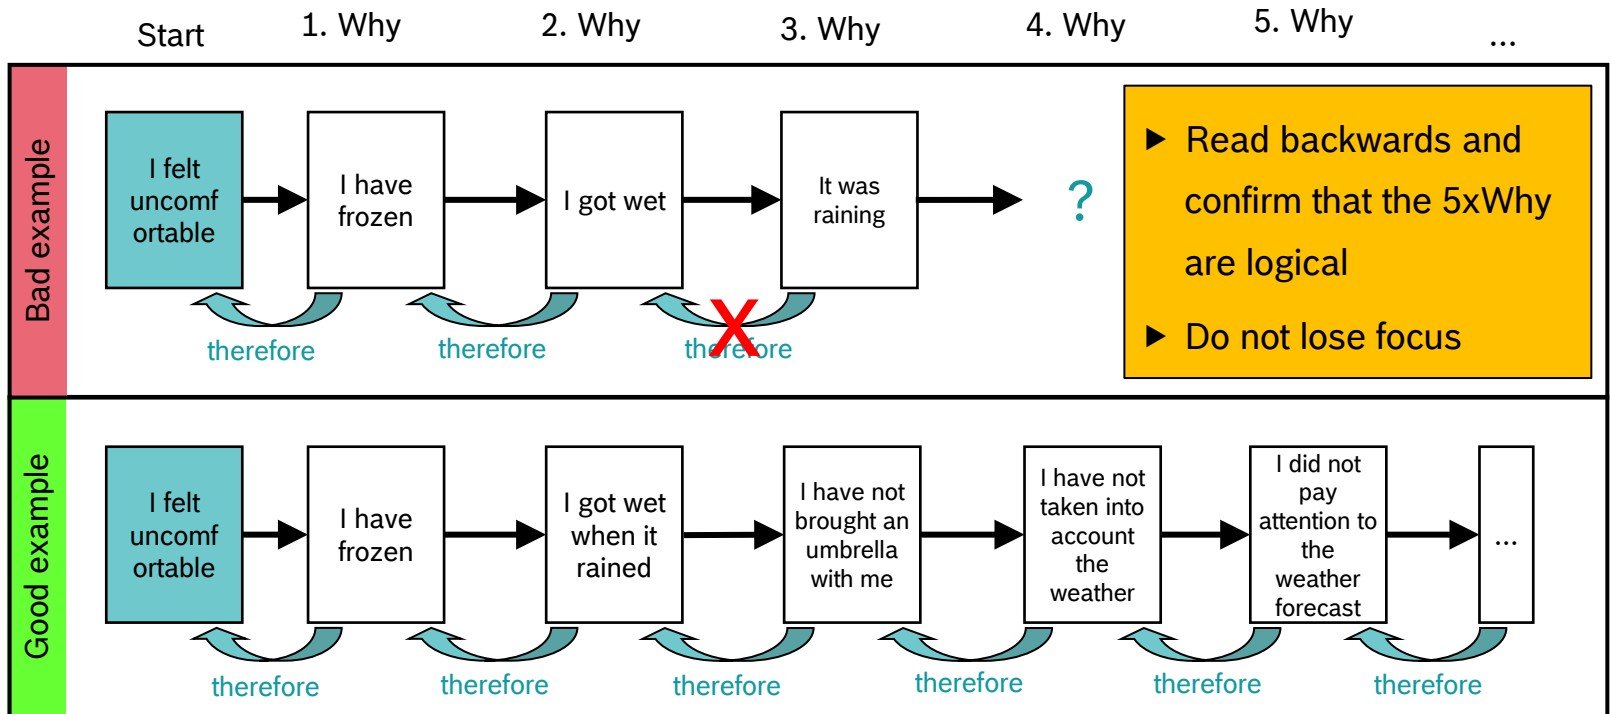 Start
1. Why
2. Why
3. Why
4. Why
5. Why
...
Bad example
I felt
uncomf
ortable
I have
frozen
I got wet
It was
raining
?
therefore
therefore
therefore
X
► Read backwards and
confirm that the 5xWhy
are logical
► Do not lose focus
Good example
I felt
uncomf
ortable
I have
frozen
I got wet
when it
rained
I have not
brought an
umbrella
with me
I have not
taken into
account
the
weather
I did not
pay
attention to
the
weather
forecast
...
therefore
therefore
therefore
therefore
therefore
therefore